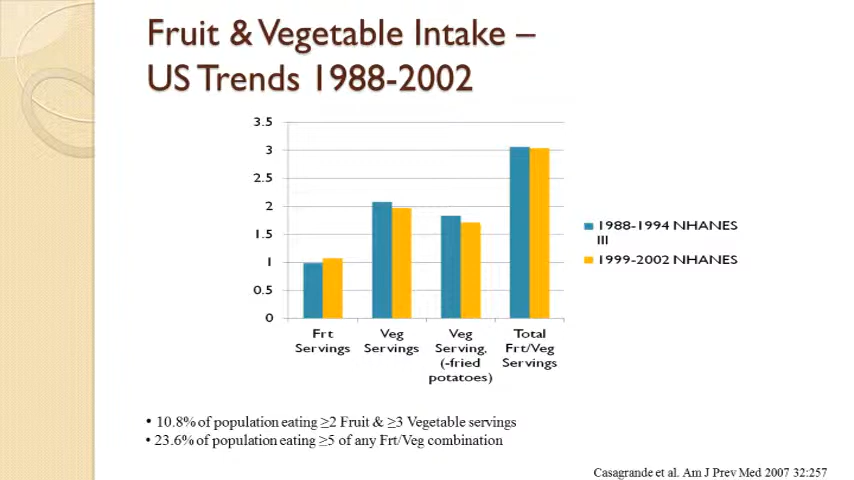 Fruit & Vegetable Intake –
US Trends 1988-2002
3.5
3
2.5
2
1.5
1
0.5
0
Frt
Servings
Veg
Servings
Veg
Serving,
(-fried
potatoes)
Total
Frt/Veg
Servings
1988-1994 NHANES
III
1999-2002 NHANES
• 10.8% of population eating ≥2 Fruit & ≥3 Vegetable servings
• 23.6% of population eating ≥5 of any Frt/Veg combination
Casagrande et al. Am J Prev Med 2007 32:257